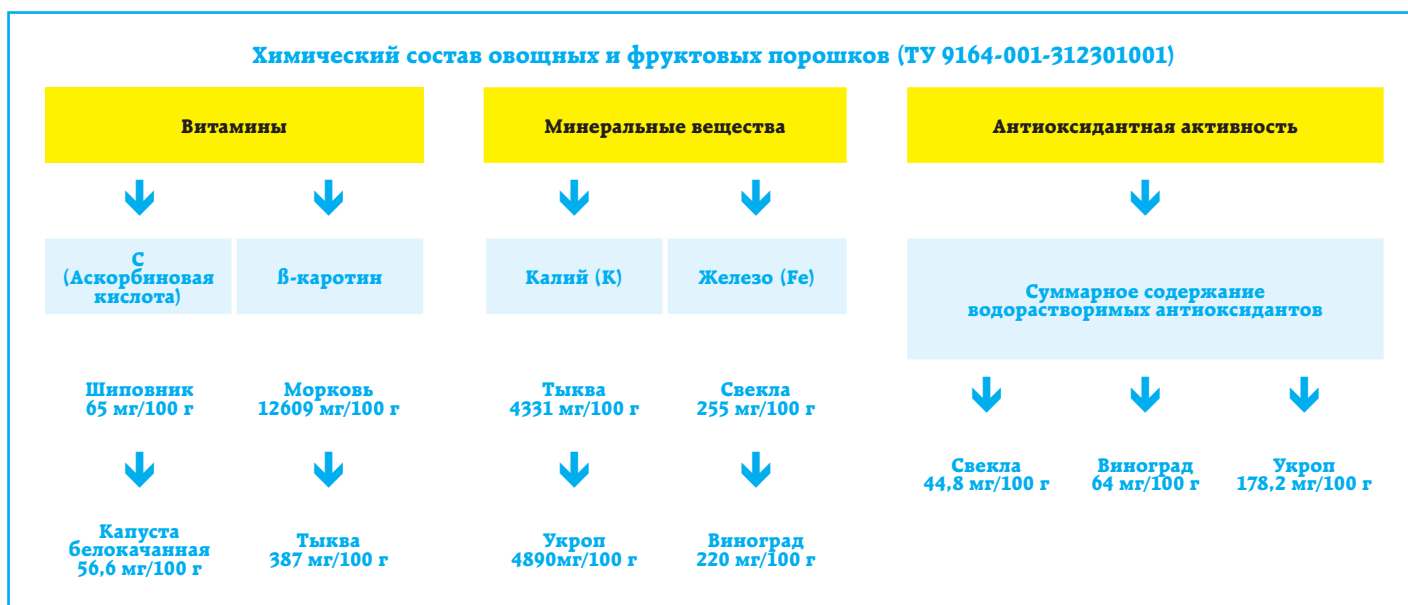 Химический состав овощных и фруктовых порошков (ТУ 9164-001-312301001)
Витамины
Минеральные вещества
Антиоксидантная активность
С
(Аскорбиновая
кислота)
ß-каротин
Калий (К)
Железо (Fe)
Суммарное содержание
водорастворимых антиоксидантов
Шиповник
65 мг/100 г
Морковь
12609 мг/100 г
Тыква
4331 мг/100 г
Свекла
255 мг/100 г
Свекла
44,8 мг/100 г
Виноград
64 мг/100 г
Укроп
178,2 мг/100 г
Капуста
белокачанная
56,6 мг/100 г
Тыква
387 мг/100 г
Укроп
4890мг/100 г
Виноград
220 мг/100 г